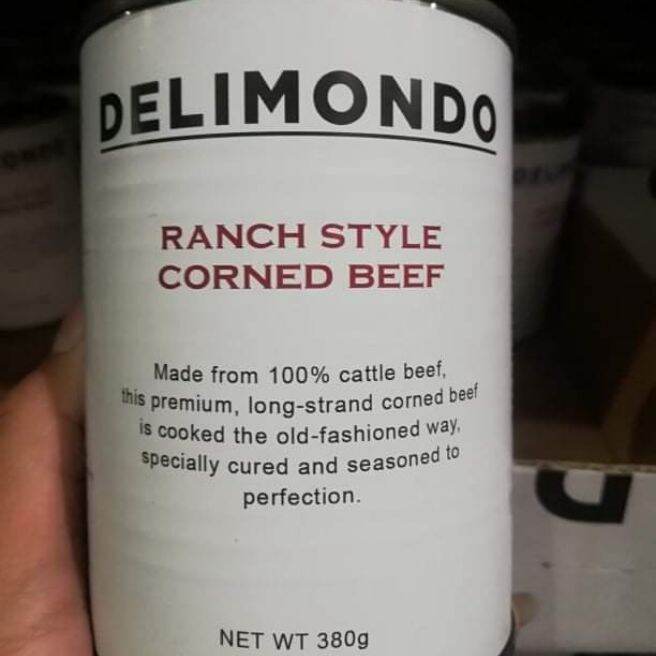 DELIMONDO
RANCH STYLE
CORNED BEEF
Made from 100% cattle beef,
this premium, long-strand corned beef
is cooked the old-fashioned way,
specially cured and seasoned to
perfection.
NET WT 380g